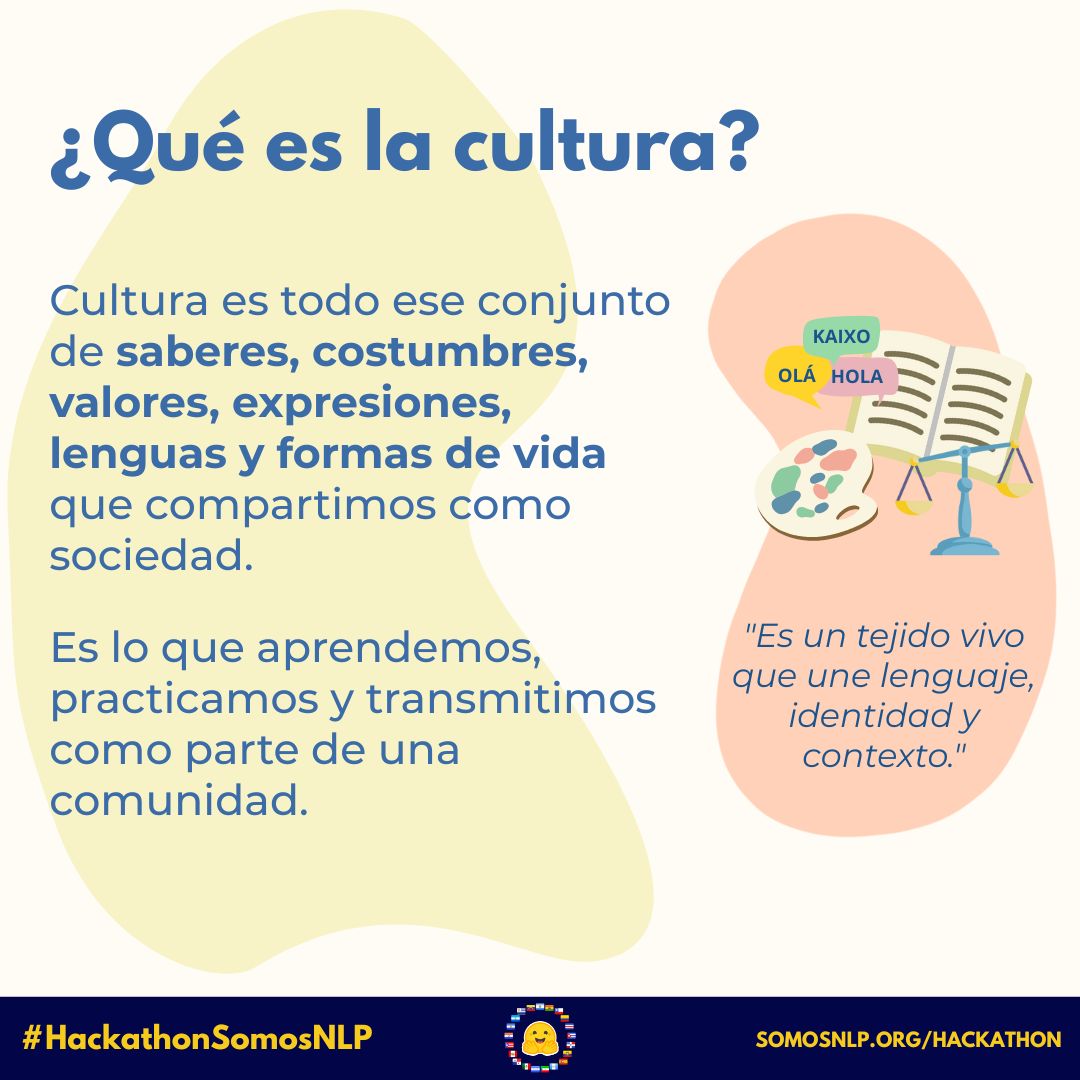 ¿Qué es la cultura?
Cultura es todo ese conjunto
de saberes, costumbres,
valores, expresiones,
lenguas y formas de vida
que compartimos como
sociedad.
Es lo que aprendemos,
practicamos y transmitimos
como parte de una
comunidad.
KAIXO
OLÁ
HOLA
"Es un tejido vivo
que une lenguaje,
identidad y
contexto."
#HackathonSomosNLP
SOMOSNLP.ORG/HACKATHON